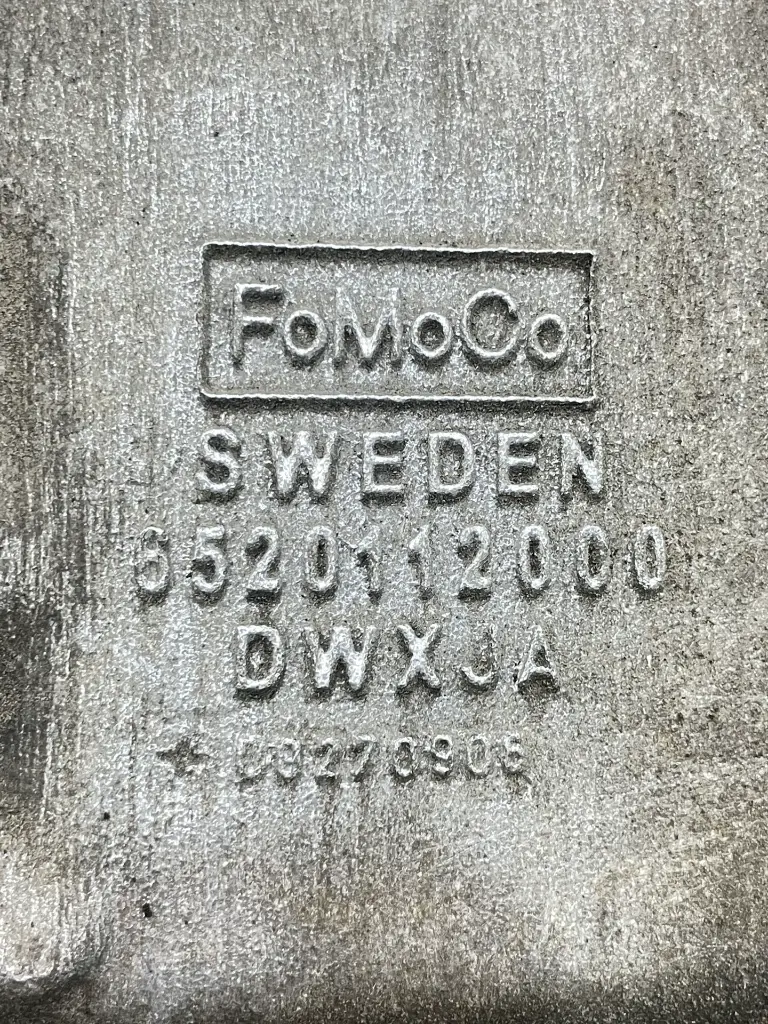 FoMoCo
SWEDEN
6520112000
DWXJA